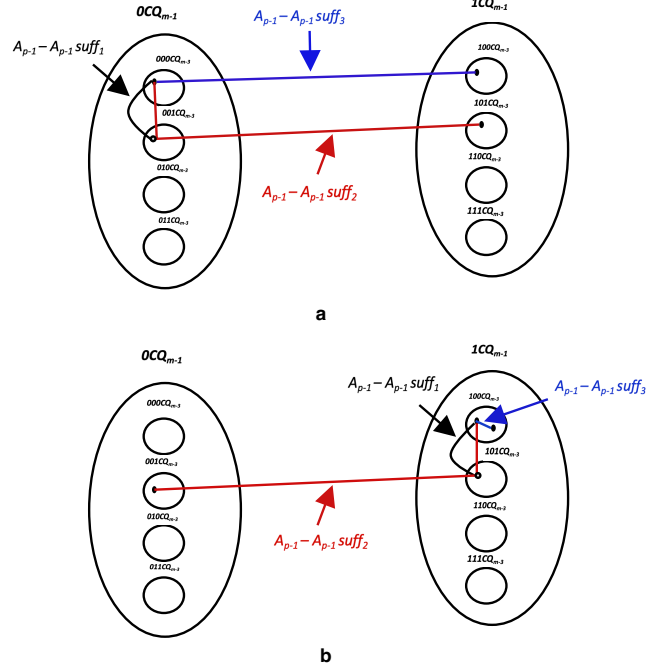 0CQm-1
1CQm-1
Ap-1 – Ap-1 suff3
Ap-1 – Ap-1 suff1
000CQm-3
100CQm-3
001CQm-3
101CQm-3
010CQm-3
110CQm-3
Ap-1 – Ap-1 suff2
011CQm-3
111CQm-3
a
0CQm-1
1CQm-1
Ap-1 – Ap-1 suff1
Ap-1 – Ap-1 suff3
000CQm-3
100CQm-3
001CQm-3
101CQm-3
010CQm-3
110CQm-3
Ap-1 – Ap-1 suff2
011CQm-3
111CQm-3
b